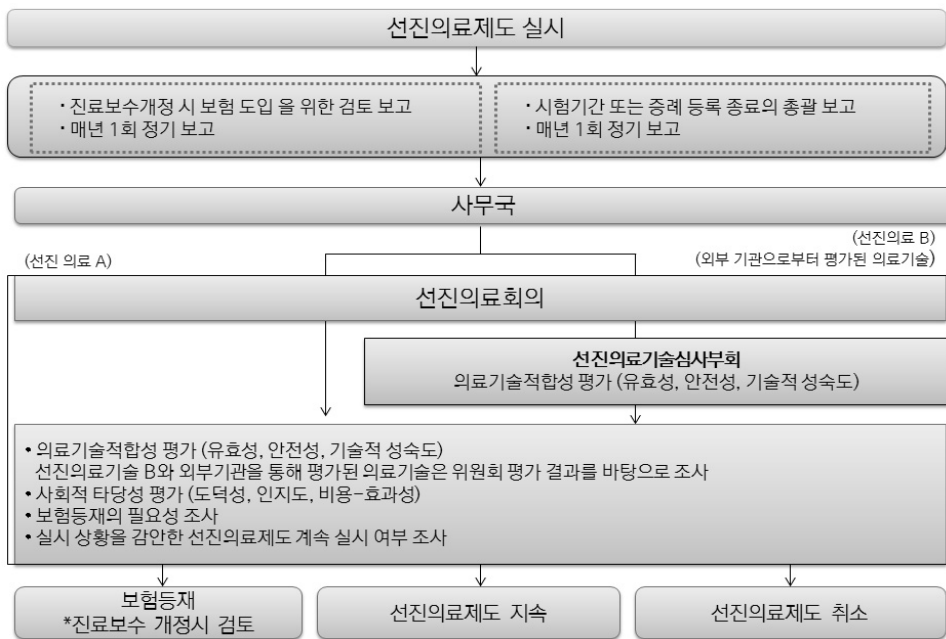 선진의료제도 실시
· 진료보수개정 시 보험 도입 을 위한 검토 보고
· 매년 1회 정기 보고
· 시험기간 또는 증례 등록 종료의 총괄 보고
· 매년 1회 정기 보고
사무국
(선진 의료 A)
(선진의료 B)
(외부 기관으로부터 평가된 의료기술)
선진의료회의
선진의료기술심사부회
의료기술적합성 평가 (유효성, 안전성, 기술적 성숙도)
• 의료기술적합성 평가 (유효성, 안전성, 기술적 성숙도)
선진의료기술 B와 외부기관을 통해 평가된 의료기술은 위원회 평가 결과를 바탕으로 조사
• 사회적 타당성 평가 (도덕성, 인지도, 비용-효과성)
• 보험등재의 필요성 조사
• 실시 상황을 감안한 선진의료제도 계속 실시 여부 조사
보험등재
*진료보수 개정시 검토
선진의료제도 지속
선진의료제도 취소